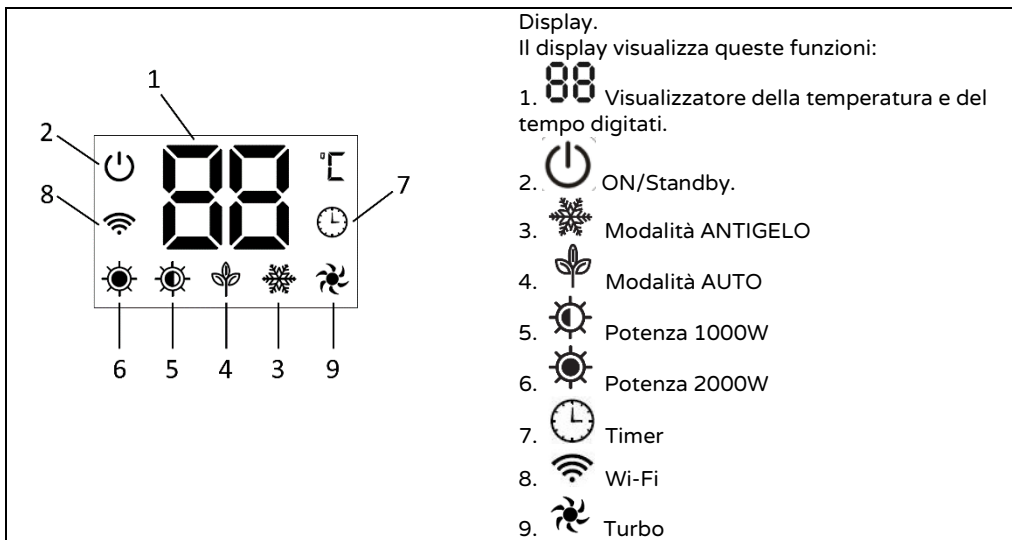 1
2
8
88
°C
7
6 5 4 3 9
Display.
Il display visualizza queste funzioni:
1. 88 Visualizzatore della temperatura e del
tempo digitati.
2. ON/Standby.
3. Modalità ANTIGELO
4. Modalità AUTO
5. Potenza 1000W
6. Potenza 2000W
7. Timer
8. Wi-Fi
9. Turbo